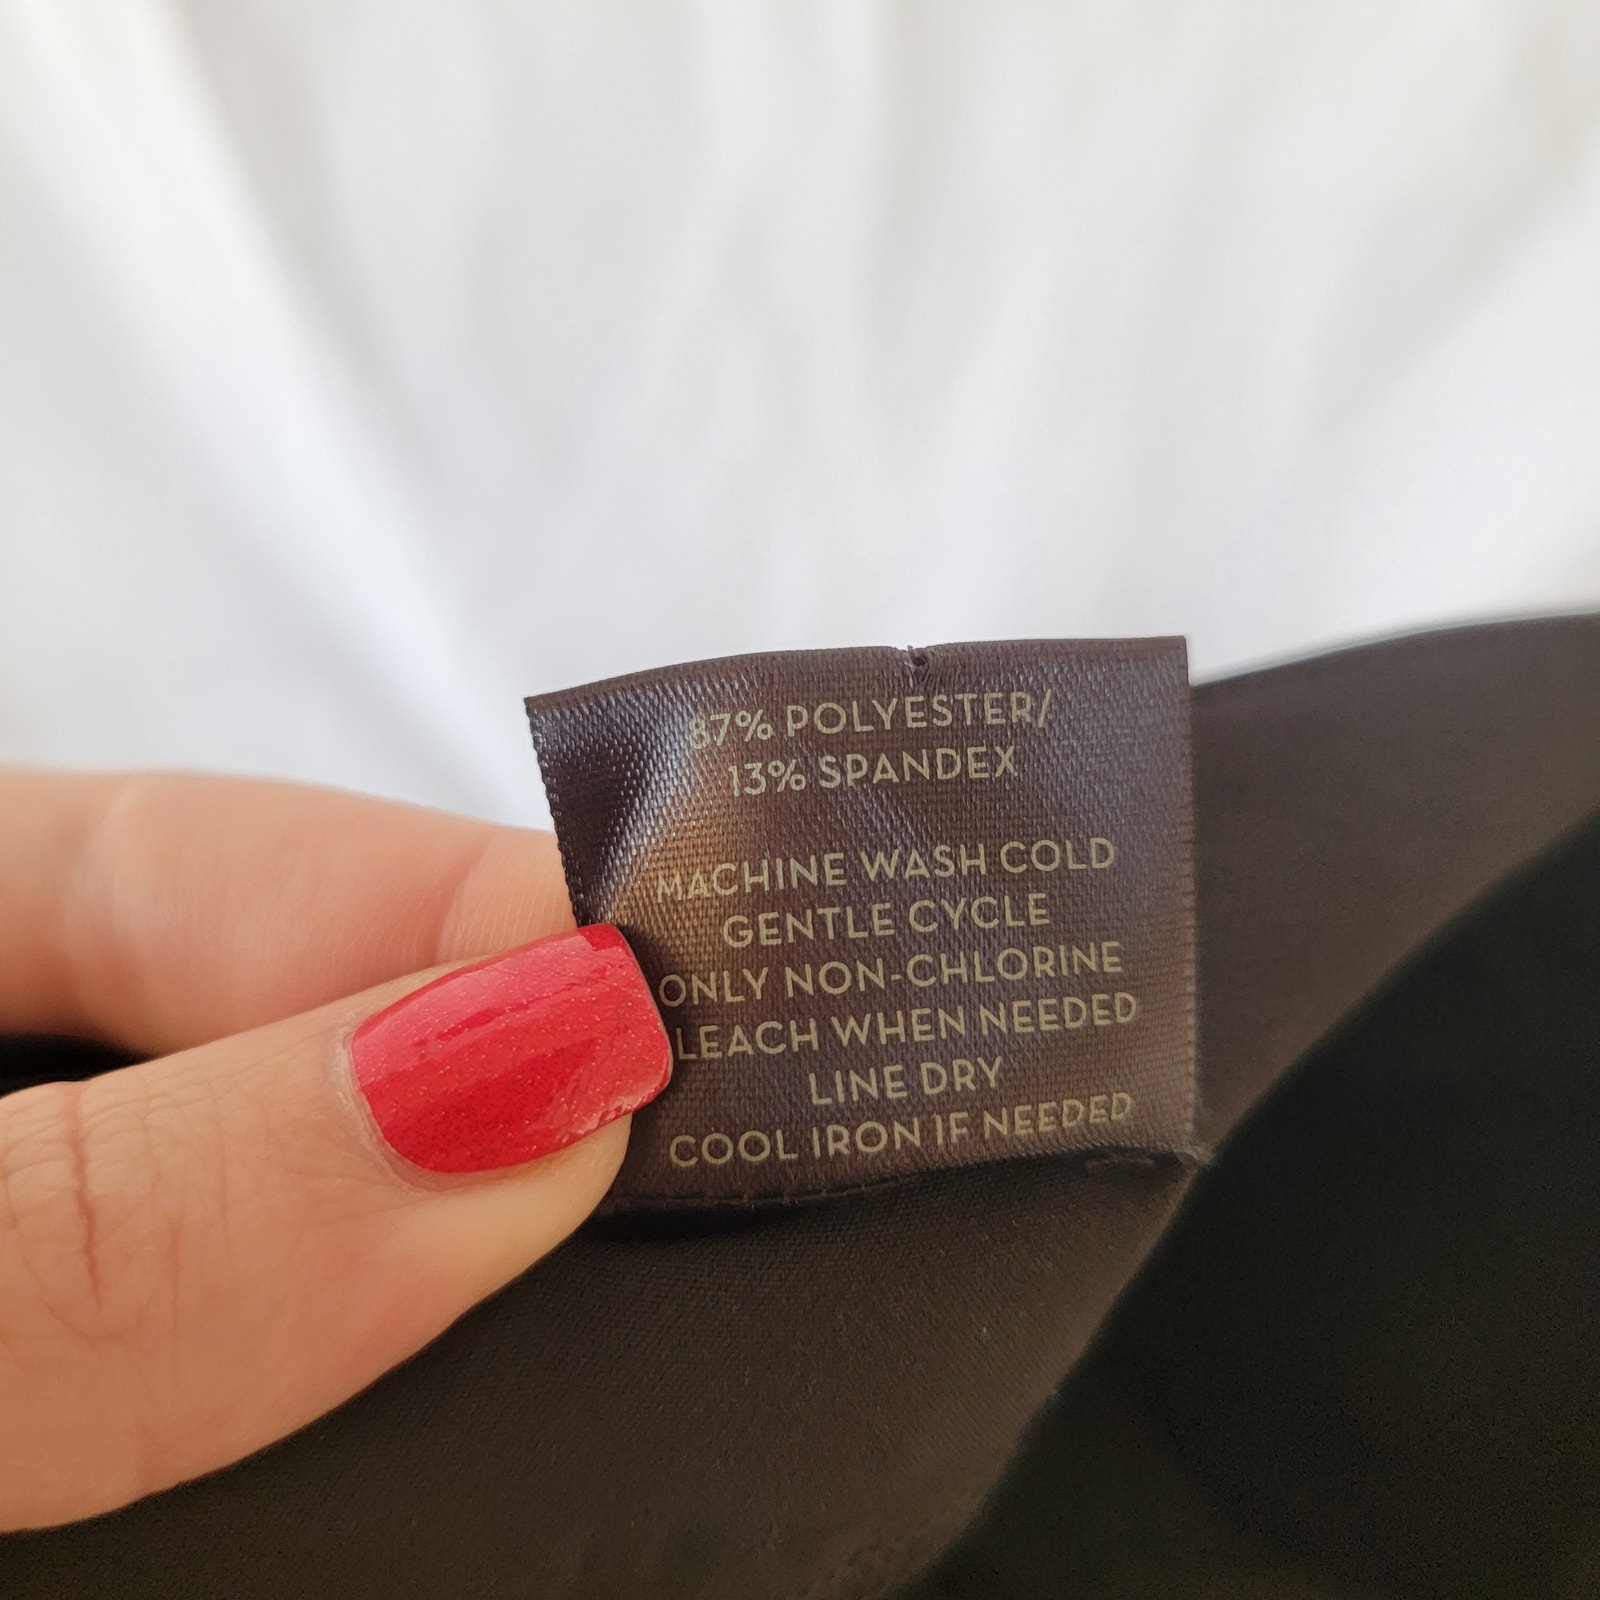 87% POLYESTER/
13% SPANDEX
MACHINE WASH COLD
GENTLE CYCLE
ONLY NON-CHLORINE
LEACH WHEN NEEDED
LINE DRY
COOL IRON IF NEEDED